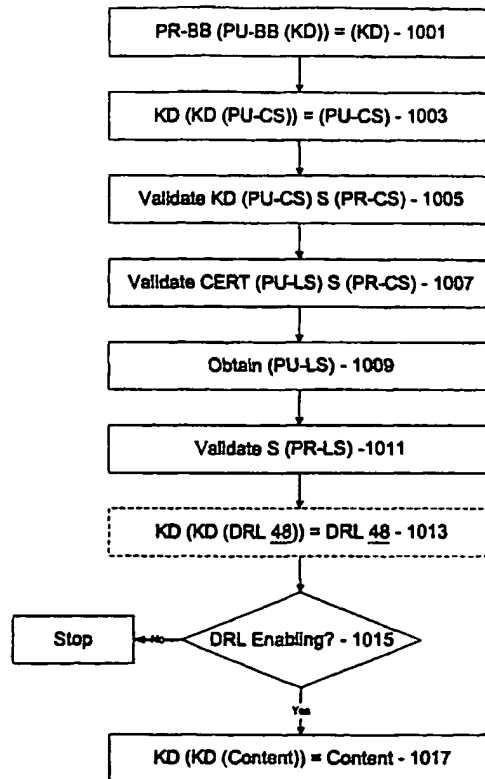 PR-BB (PU-BB (KD)) = (KD) - 1001
KD (KD (PU-CS)) = (PU-CS) - 1003
Validate KD (PU-CS) S (PR-CS) - 1005
Validate CERT (PU-LS) S (PR-CS) - 1007
Obtain (PU-LS) - 1009
Validate S (PR-LS) -1011
KD (KD (DRL 48)) = DRL 48 - 1013
DRL Enabling? - 1015
No
Stop
Yes
KD (KD (Content)) = Content - 1017